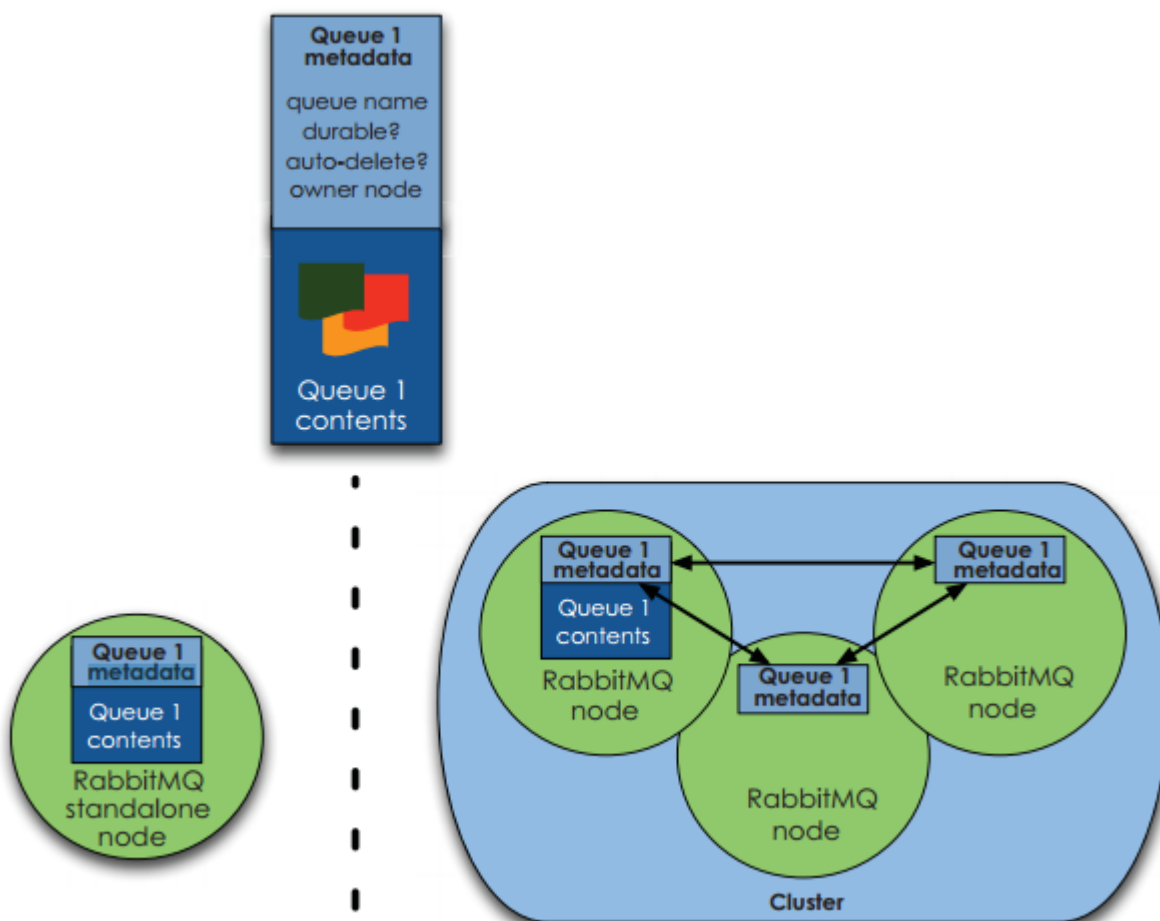 Queue 1
metadata
queue name
durable?
auto-delete?
owner node
Queue 1
contents
Queue 1
metadata
Queue 1
contents
RabbitMQ
standalone
node
Queue 1
metadata
Queue 1
contents
RabbitMQ
node
Queue 1
metadata
RabbitMQ
node
Queue 1
metadata
RabbitMQ
node
Cluster